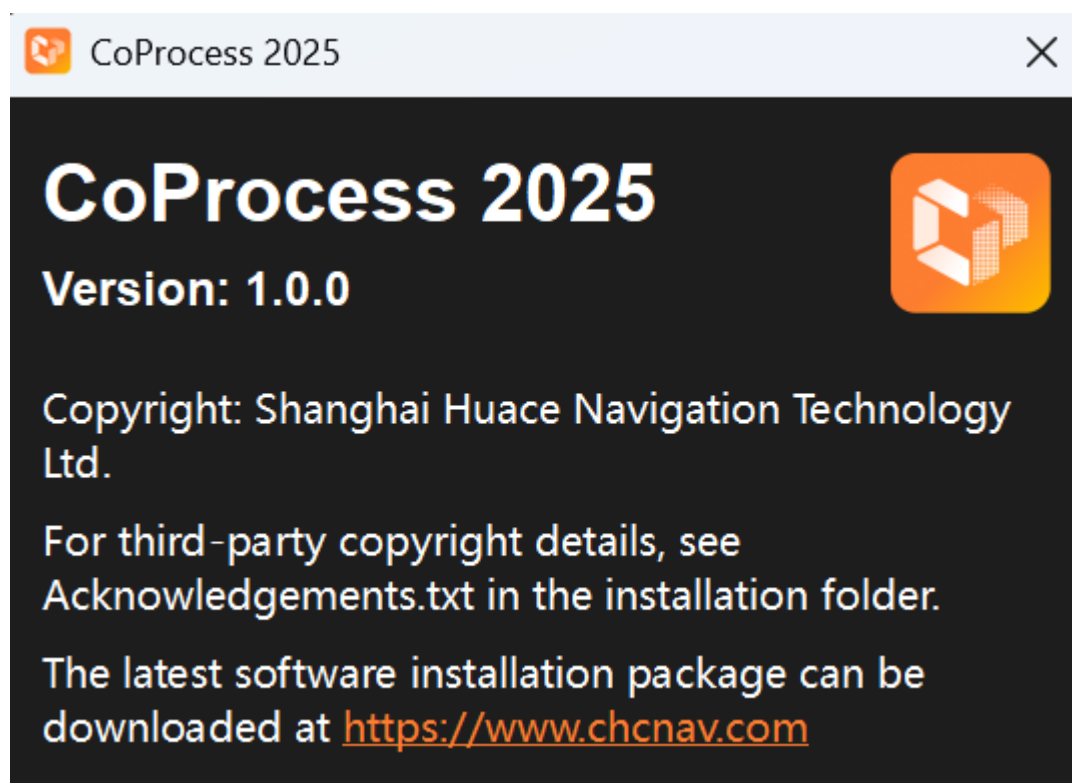 CoProcess 2025
CoProcess 2025
Version: 1.0.0
Copyright: Shanghai Huace Navigation Technology
Ltd.
For third-party copyright details, see
Acknowledgements.txt in the installation folder.
The latest software installation package can be
downloaded at https://www.chcnav.com